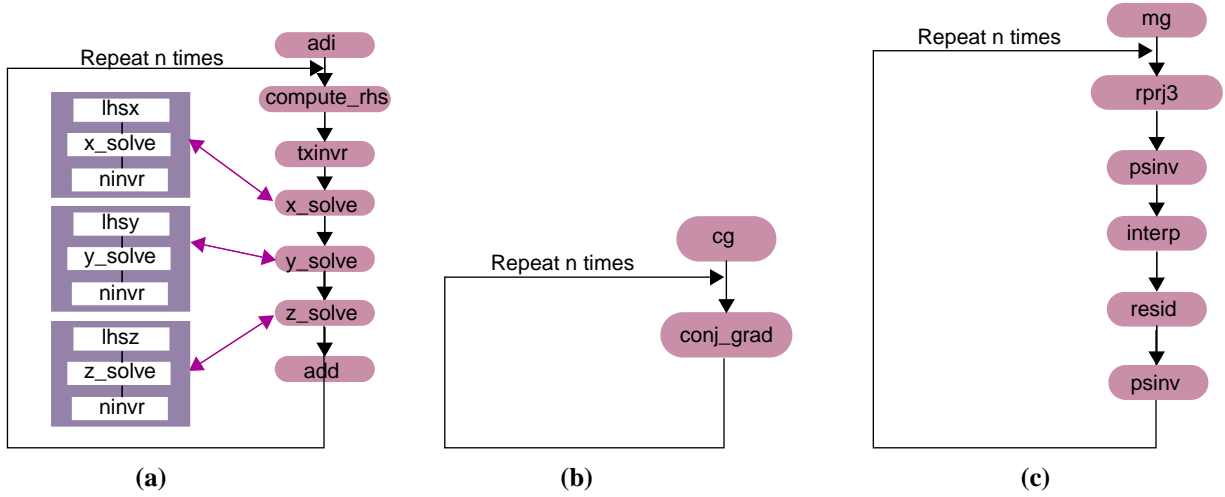 adi
Repeat n times
compute_rhs
txinvr
x_solve
y_solve
z_solve
add
lhsx
x_solve
ninvr
lhsy
y_solve
ninvr
lhsz
z_solve
ninvr
(a)
cg
Repeat n times
conj_grad
(b)
mg
Repeat n times
rprj3
psinv
interp
resid
psinv
(c)